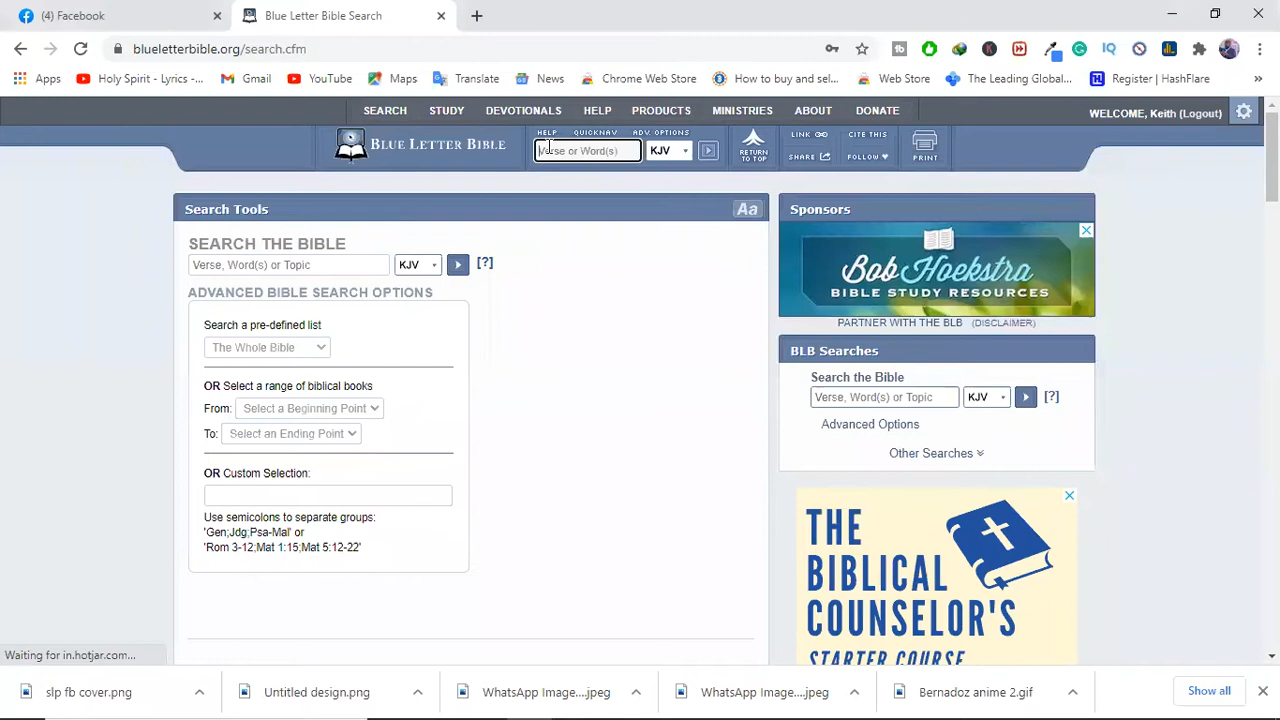 (4) Facebook
Blue Letter Bible Search
blueletterbible.org/search.cfm
Apps
Holy Spirit - Lyrics -...
Gmail
YouTube
Maps
Translate
News
Chrome Web Store
How to buy and sel...
Web Store
The Leading Global...
Register | HashFlare
SEARCH STUDY DEVOTIONALS HELP PRODUCTS MINISTRIES ABOUT DONATE
WELCOME, Keith (Logout)
BLUE LETTER BIBLE
HELP QUICKNAV ADV. OPTIONS
Verse or Word(s) KJV
RETURN
TO TOP
LINK CITE THIS
SHARE FOLLOW
PRINT
Search Tools
Aa
SEARCH THE BIBLE
Verse, Word(s) or Topic KJV [?]
ADVANCED BIBLE SEARCH OPTIONS
Search a pre-defined list
The Whole Bible
OR Select a range of biblical books
From: Select a Beginning Point
To: Select an Ending Point
OR Custom Selection:
Use semicolons to separate groups:
'Gen;Jdg;Psa-Mal' or
'Rom 3-12;Mat 1:15;Mat 5:12-22'
Sponsors
Bob Hoekstra
BIBLE STUDY RESOURCES
PARTNER WITH THE BLB (DISCLAIMER)
BLB Searches
Search the Bible
Verse, Word(s) or Topic KJV [?]
Advanced Options
Other Searches
THE
BIBLICAL
COUNSELOR'S
STARTER COURSE
Waiting for in.hotjar.com...
slp fb cover.png
Untitled design.png
WhatsApp Image....jpeg
WhatsApp Image....jpeg
Bernadoz anime 2.gif
Show all